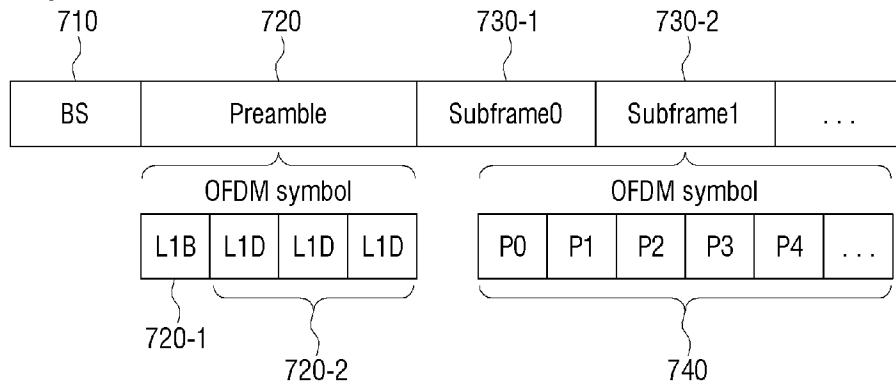 710 720 730-1 730-2
BS Preamble Subframe0 Subframe1 ...
OFDM symbol OFDM symbol
L1B L1D L1D L1D P0 P1 P2 P3 P4 ...
720-1 720-2 740